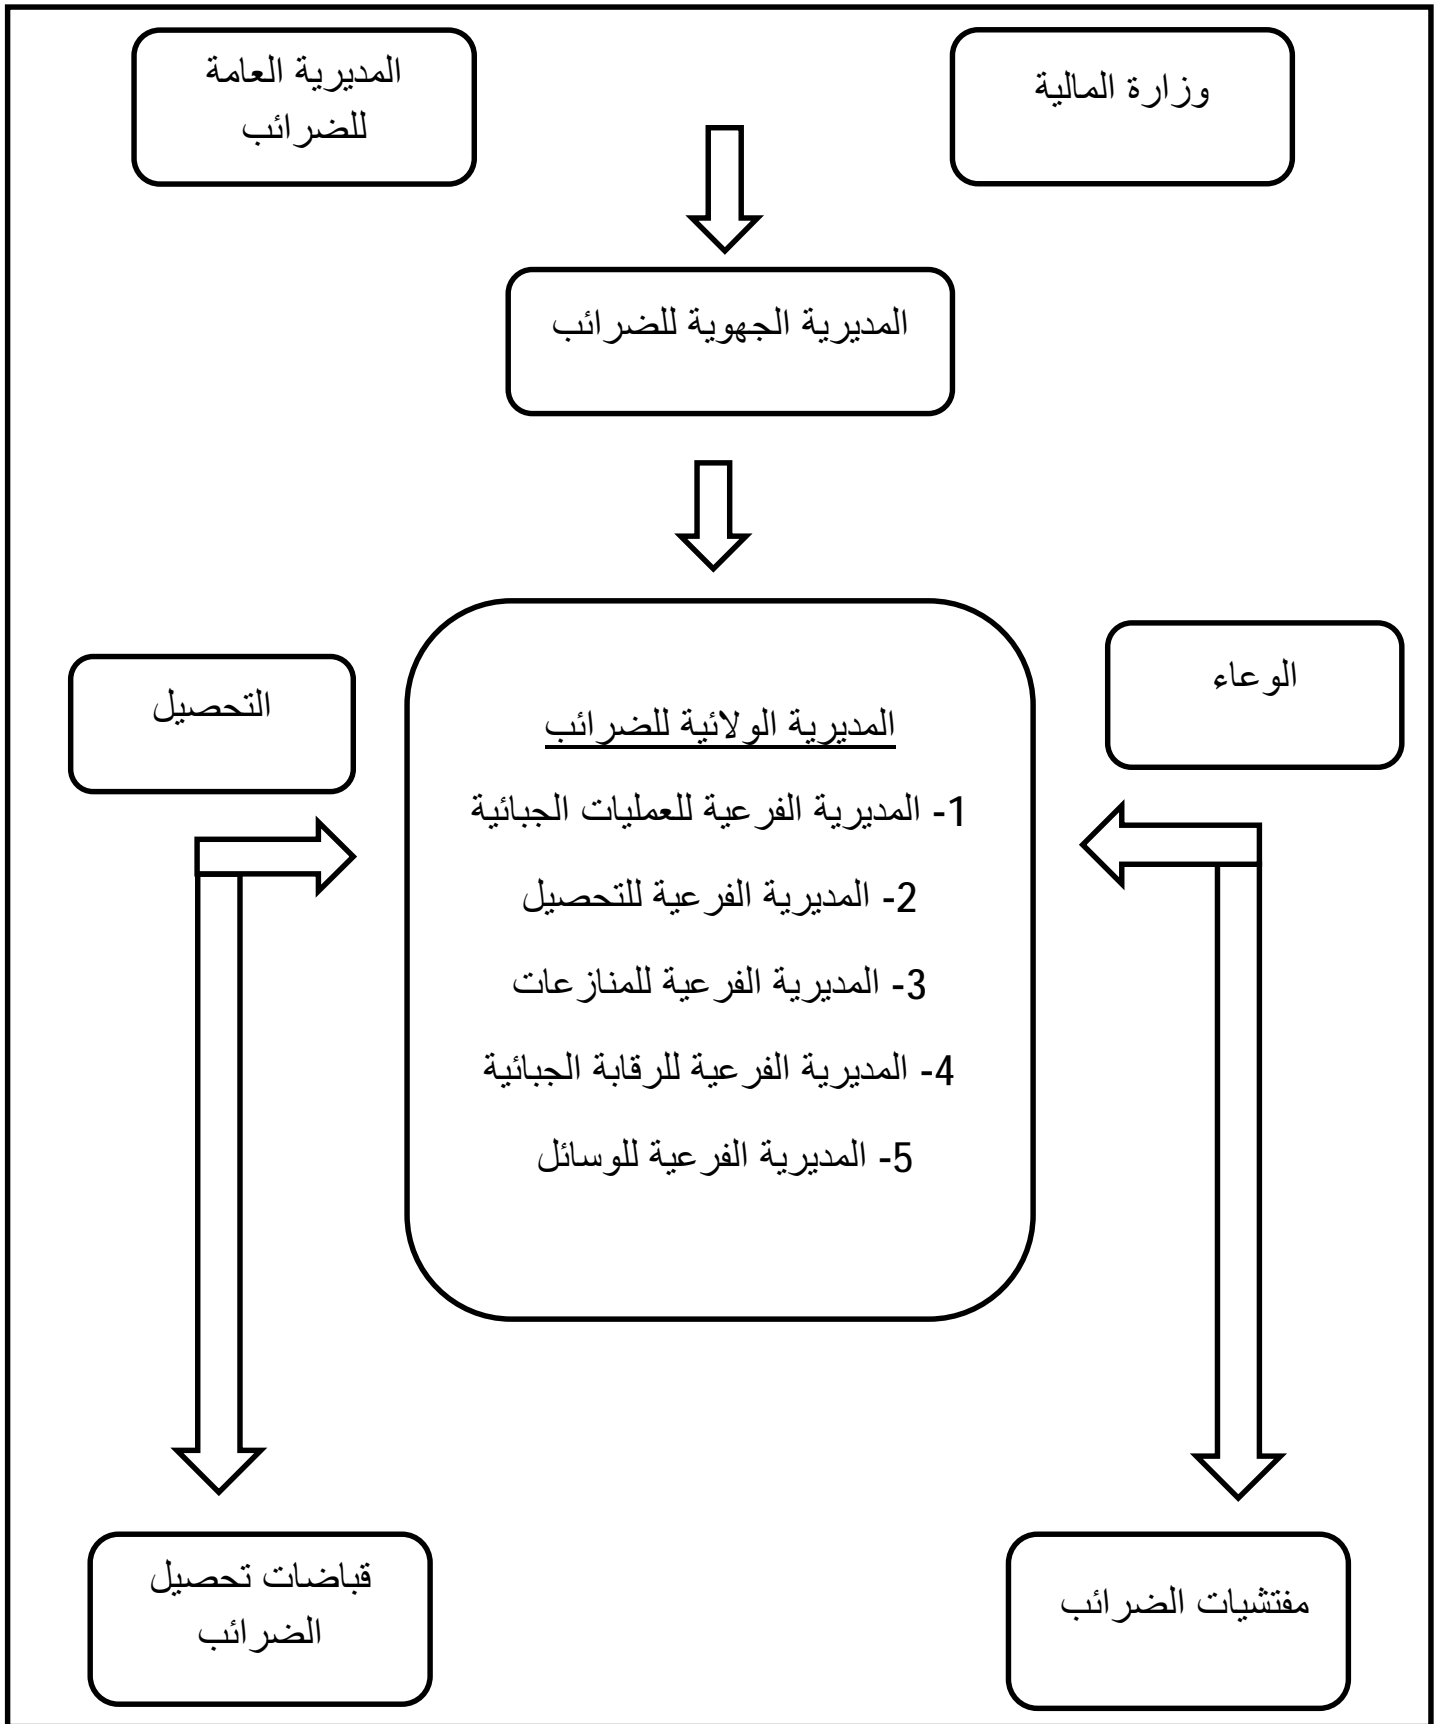 وزارة المالية
المديرية العامة
للضرائب
المديرية الجهوية للضرائب
الوعاء
التحصيل
المديرية الولائية للضرائب
1- المديرية الفرعية للعمليات الجبائية
2- المديرية الفرعية للتحصيل
3- المديرية الفرعية للمنازعات
4- المديرية الفرعية للرقابة الجبائية
5- المديرية الفرعية للوسائل
مفتشيات الضرائب
قباضات تحصيل
الضرائب